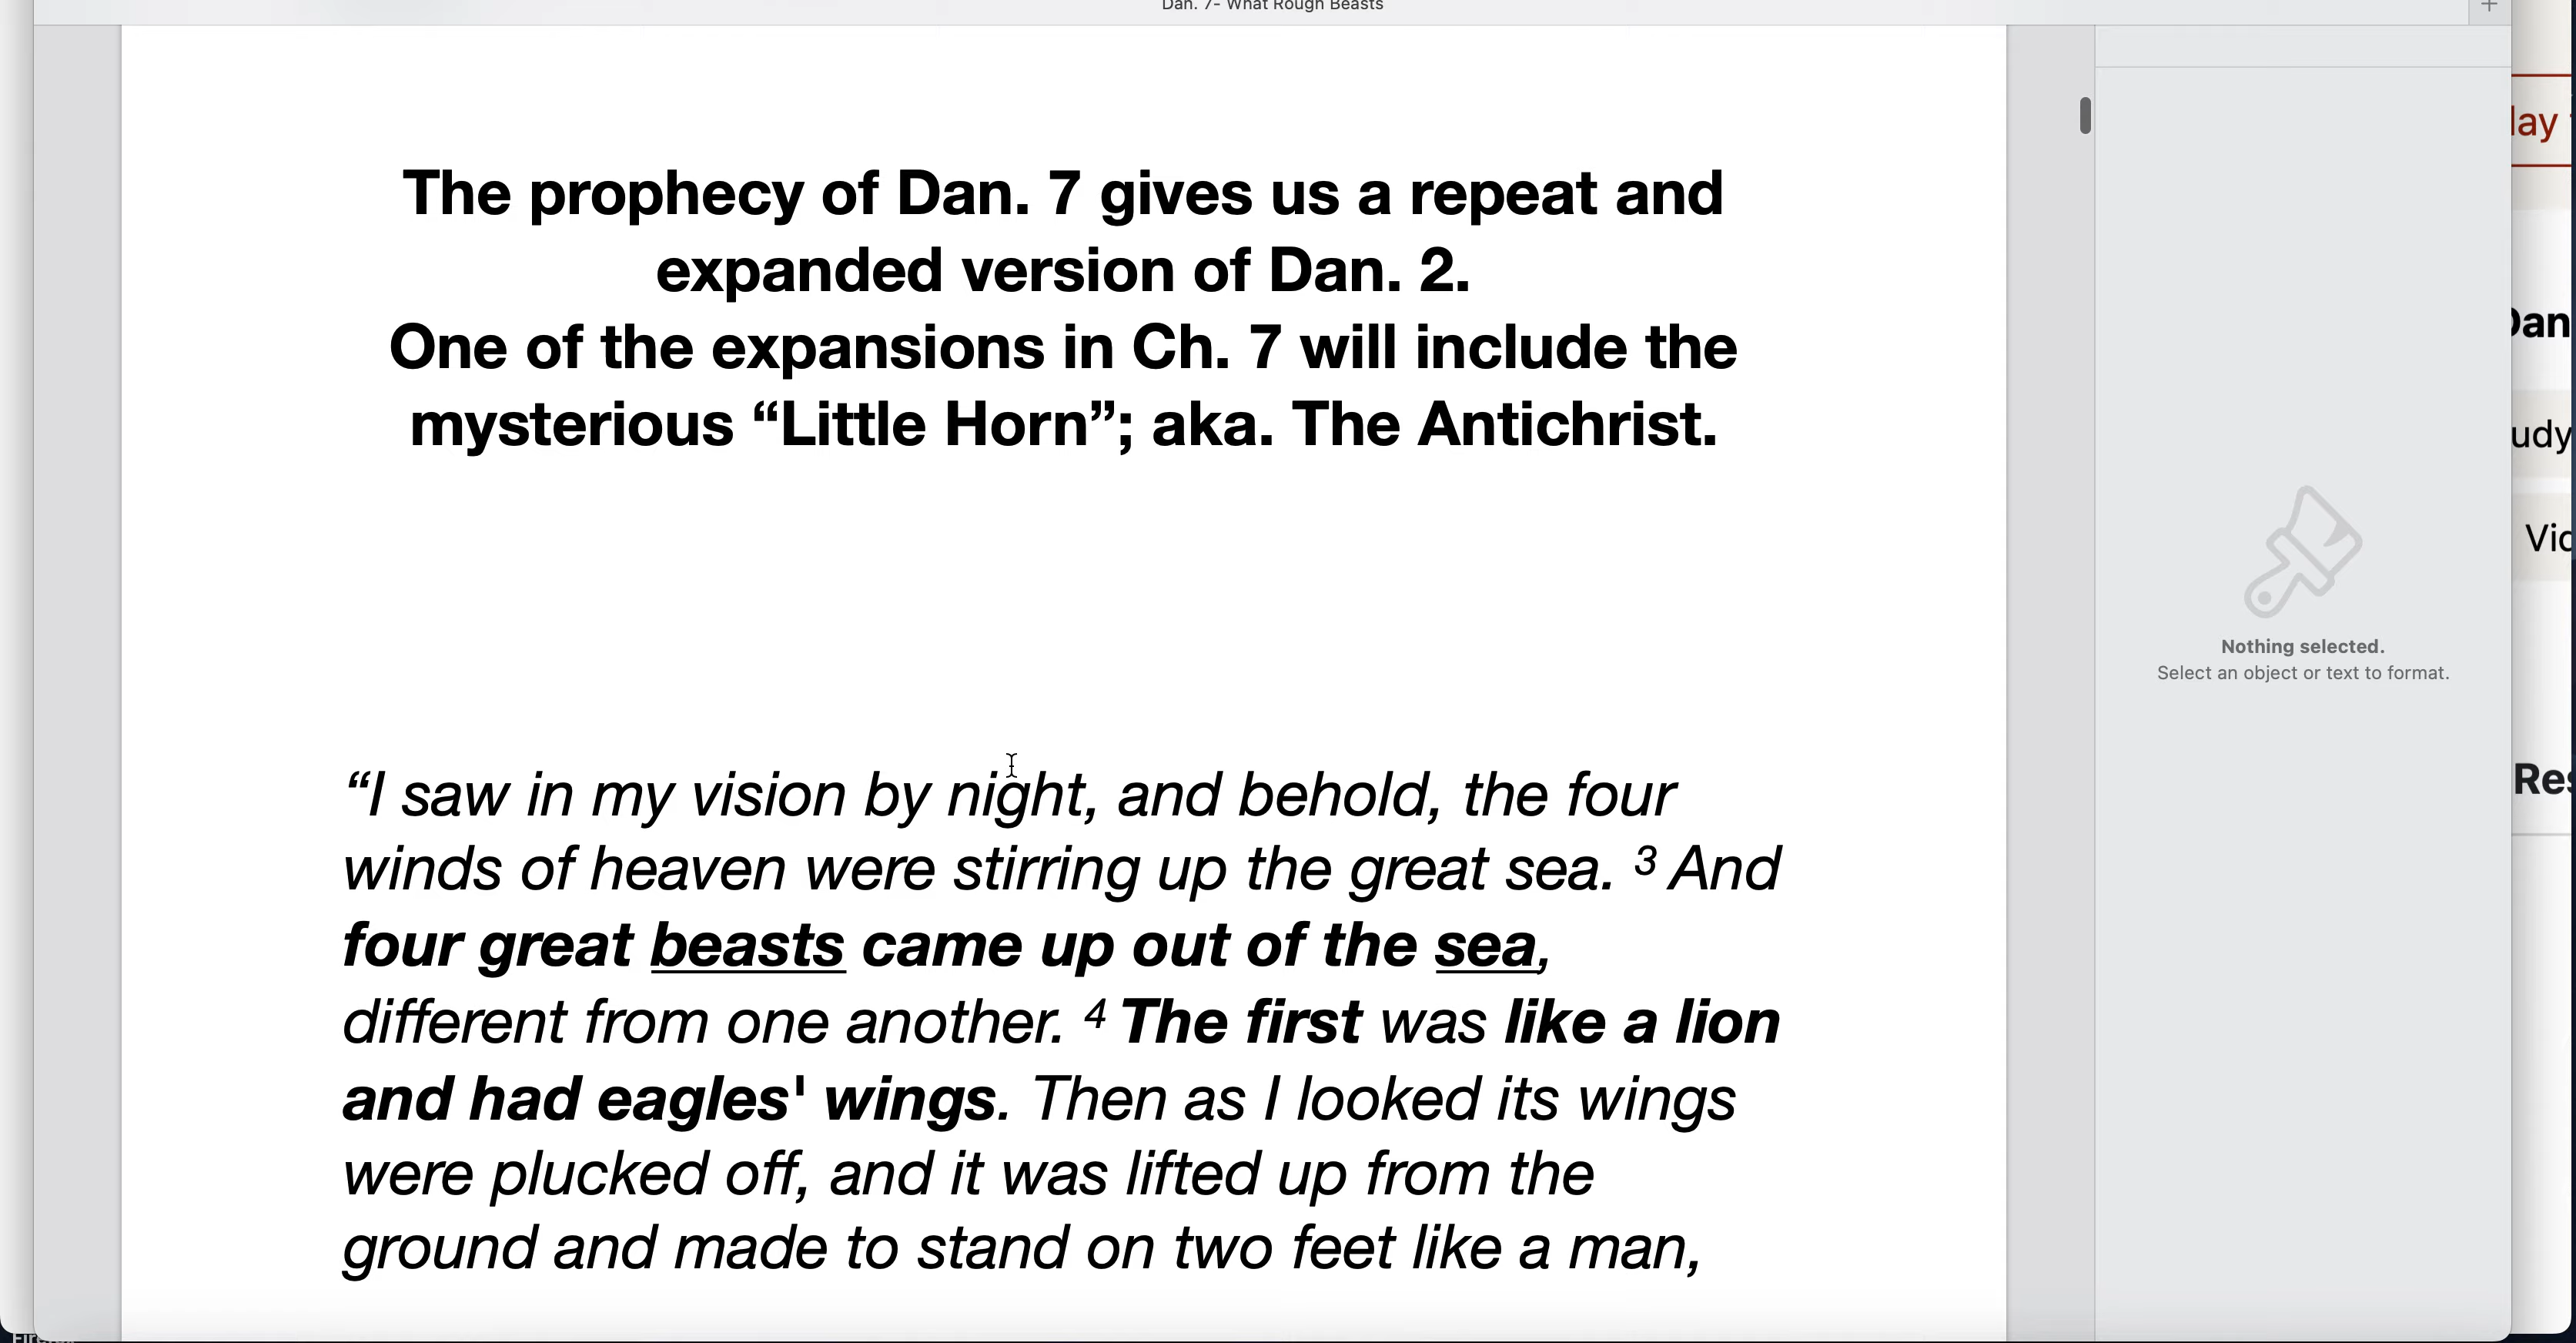 Dan. 7- What Rough Beasts
The prophecy of Dan. 7 gives us a repeat and
expanded version of Dan. 2.
One of the expansions in Ch. 7 will include the
mysterious “Little Horn”; aka. The Antichrist.
“I saw in my vision by night, and behold, the four
winds of heaven were stirring up the great sea. 3 And
four great beasts came up out of the sea,
different from one another. 4 The first was like a lion
and had eagles' wings. Then as I looked its wings
were plucked off, and it was lifted up from the
ground and made to stand on two feet like a man,
Nothing selected.
Select an object or text to format.